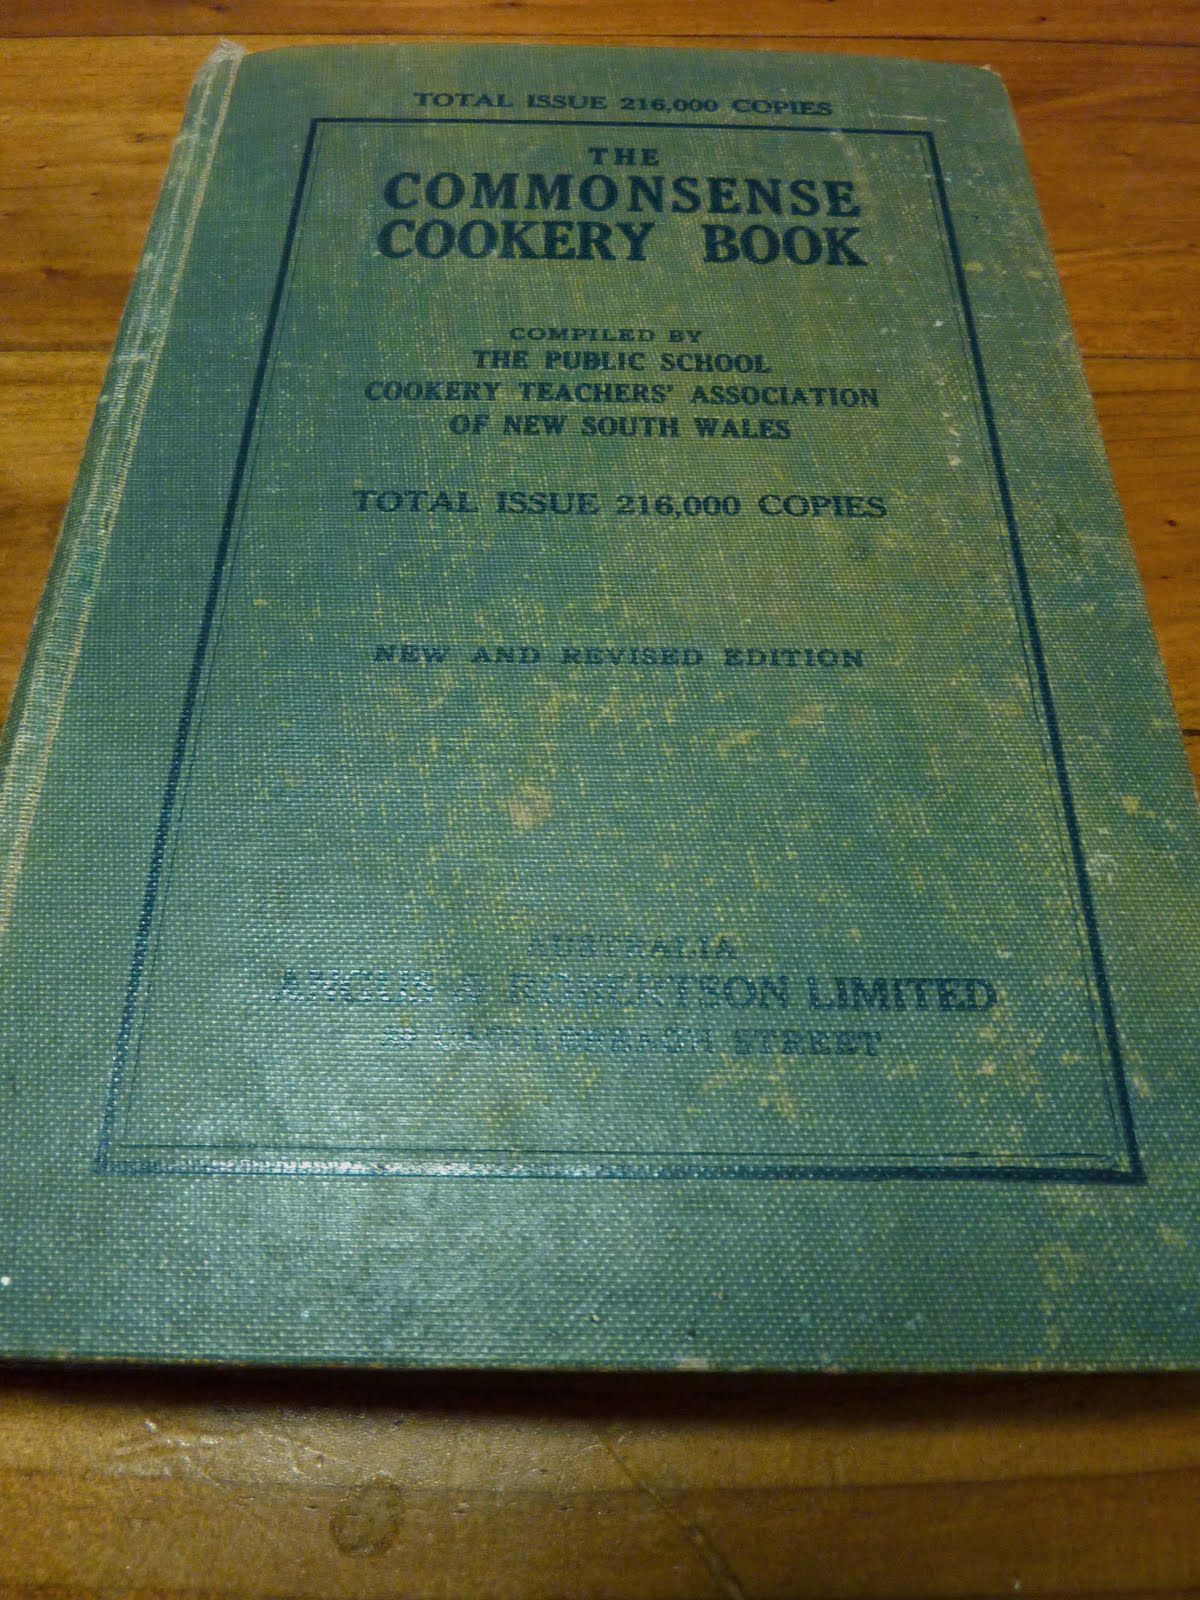 TOTAL ISSUE 216,000 COPIES
THE
COMMONSENSE
COOKERY BOOK
COMPILED BY
THE PUBLIC SCHOOL
COOKERY TEACHERS' ASSOCIATION
OF NEW SOUTH WALES
TOTAL ISSUE 216,000 COPIES
NEW AND REVISED EDITION
AUSTRALIA
ANGUS & ROBERTSON LIMITED
CASTLEREAGH STREET